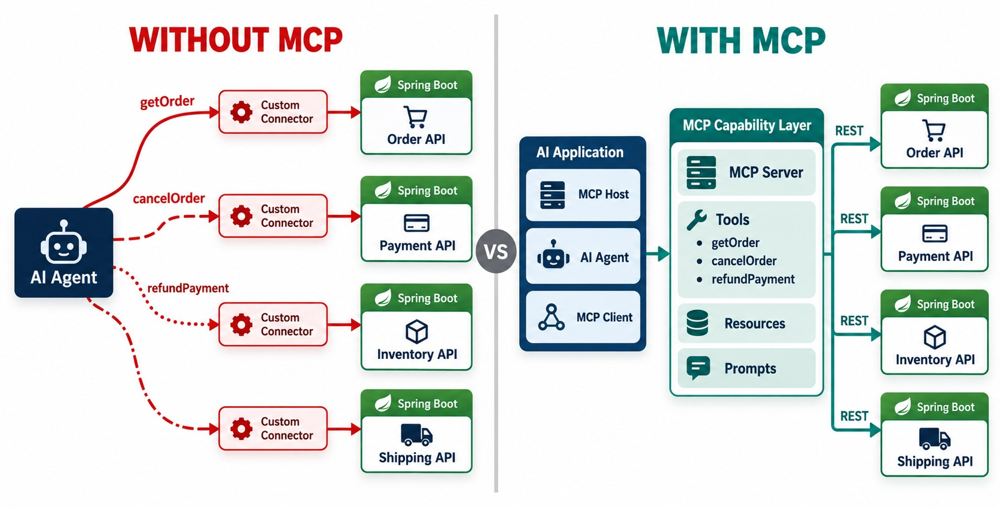 WITHOUT MCP
getOrder
Custom
Connector
Spring Boot
Order API
cancelOrder
Custom
Connector
Spring Boot
Payment API
AI Agent
refundPayment
Custom
Connector
Spring Boot
Inventory API
Custom
Connector
Spring Boot
Shipping API
VS
WITH MCP
AI Application
MCP Host
AI Agent
MCP Client
MCP Capability Layer
MCP Server
Tools
• getOrder
• cancelOrder
• refundPayment
Resources
Prompts
REST
Spring Boot
Order API
REST
Spring Boot
Payment API
REST
Spring Boot
Inventory API
REST
Spring Boot
Shipping API